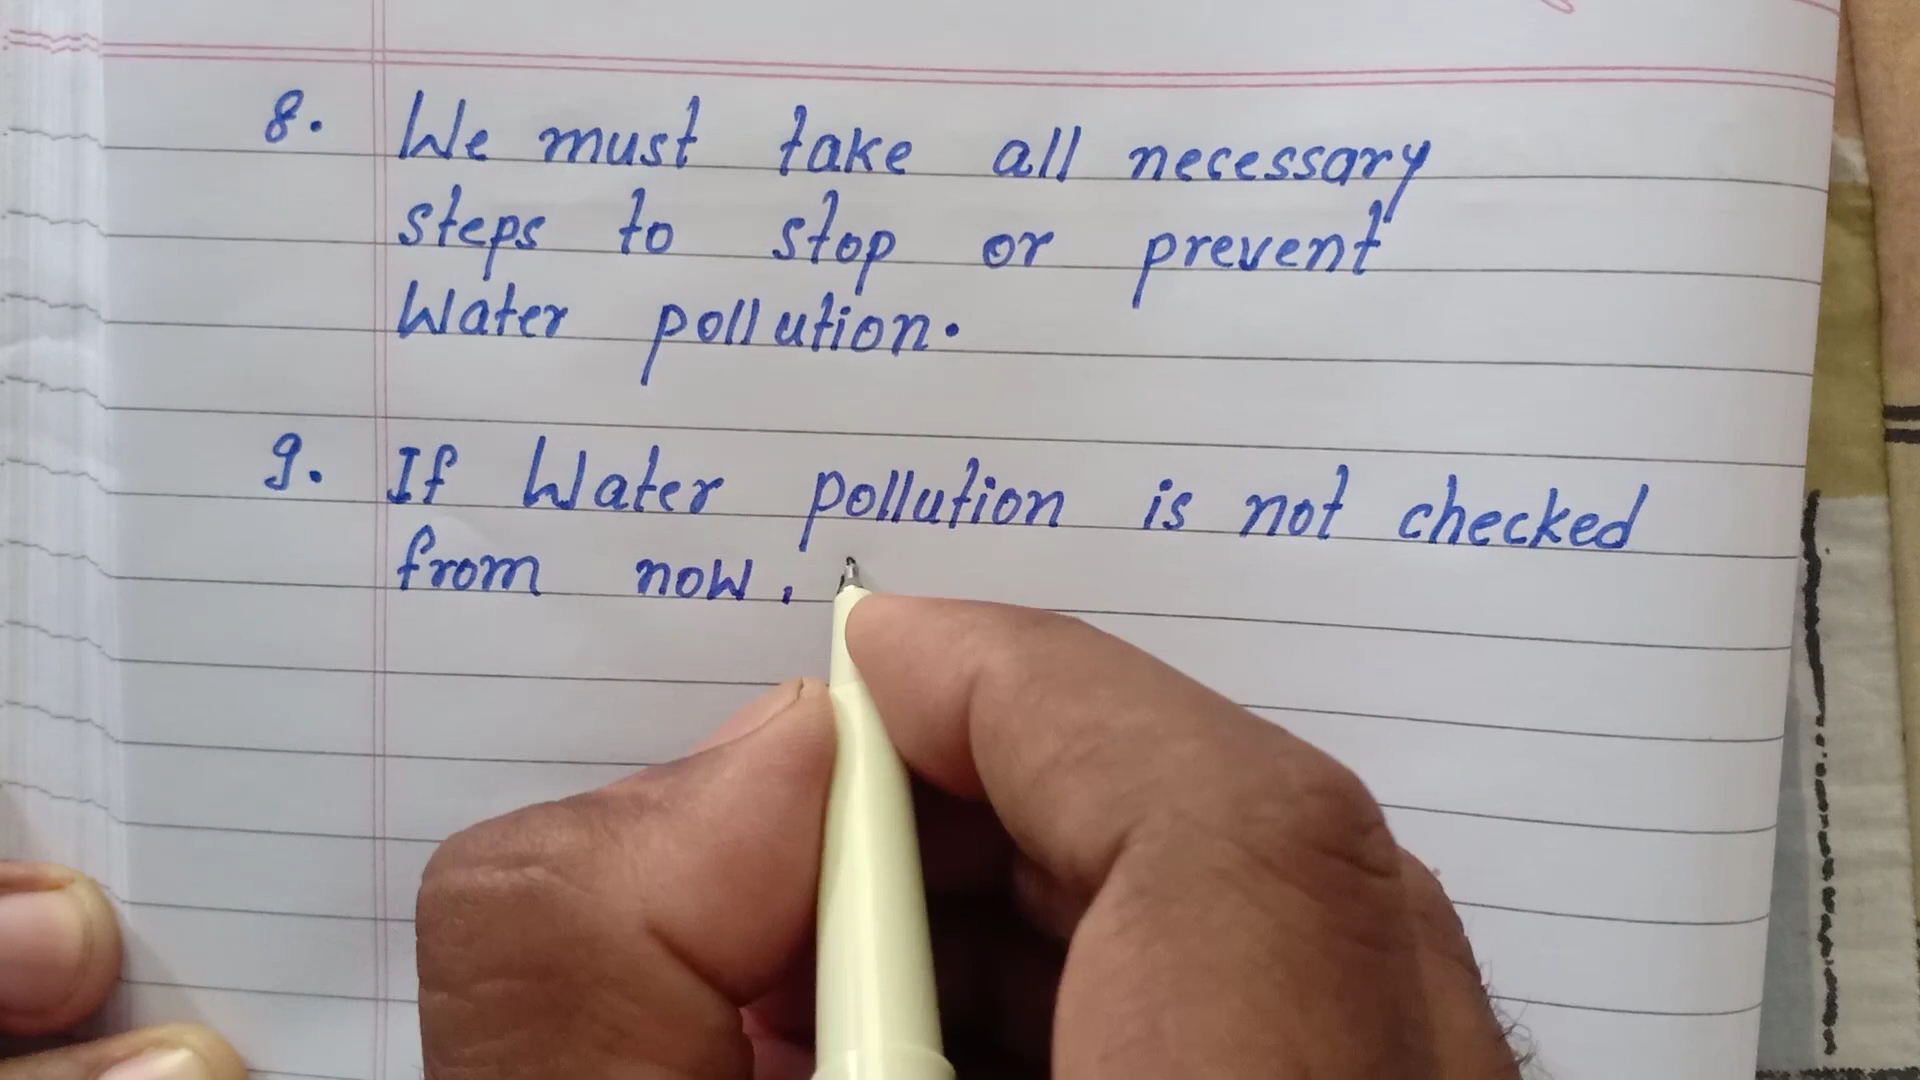 8. We must take all necessary
steps to stop or prevent
Water pollution.
9. If Water pollution is not checked
from now,